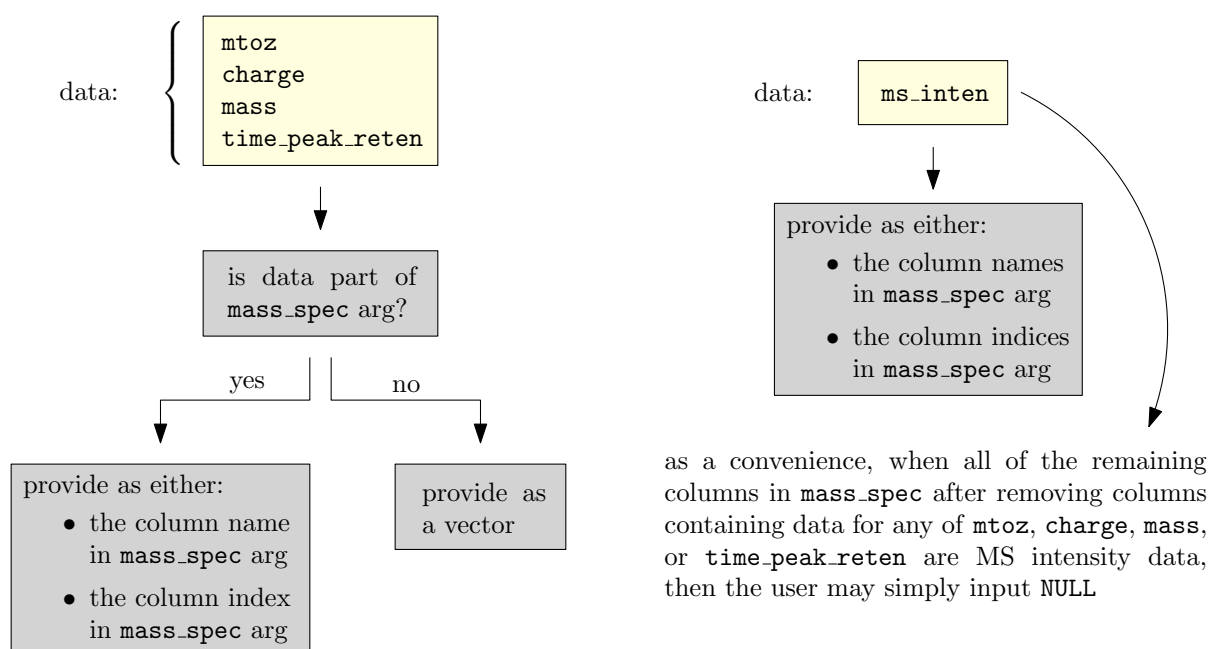 data:
mtoz
charge
mass
time_peak_reten
is data part of
mass_spec arg?
yes
no
provide as either:
• the column name
in mass_spec arg
• the column index
in mass_spec arg
provide as
a vector
data:
ms_inten
provide as either:
• the column names
in mass_spec arg
• the column indices
in mass_spec arg
as a convenience, when all of the remaining
columns in mass_spec after removing columns
containing data for any of mtoz, charge, mass,
or time_peak_reten are MS intensity data,
then the user may simply input NULL